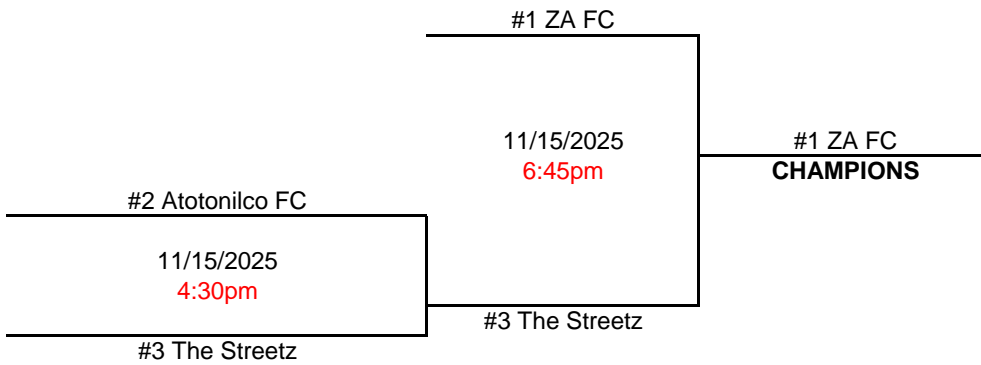 #1 ZA FC
11/15/2025
6:45pm
#1 ZA FC
CHAMPIONS
#2 Atotonilco FC
11/15/2025
4:30pm
#3 The Streetz
#3 The Streetz